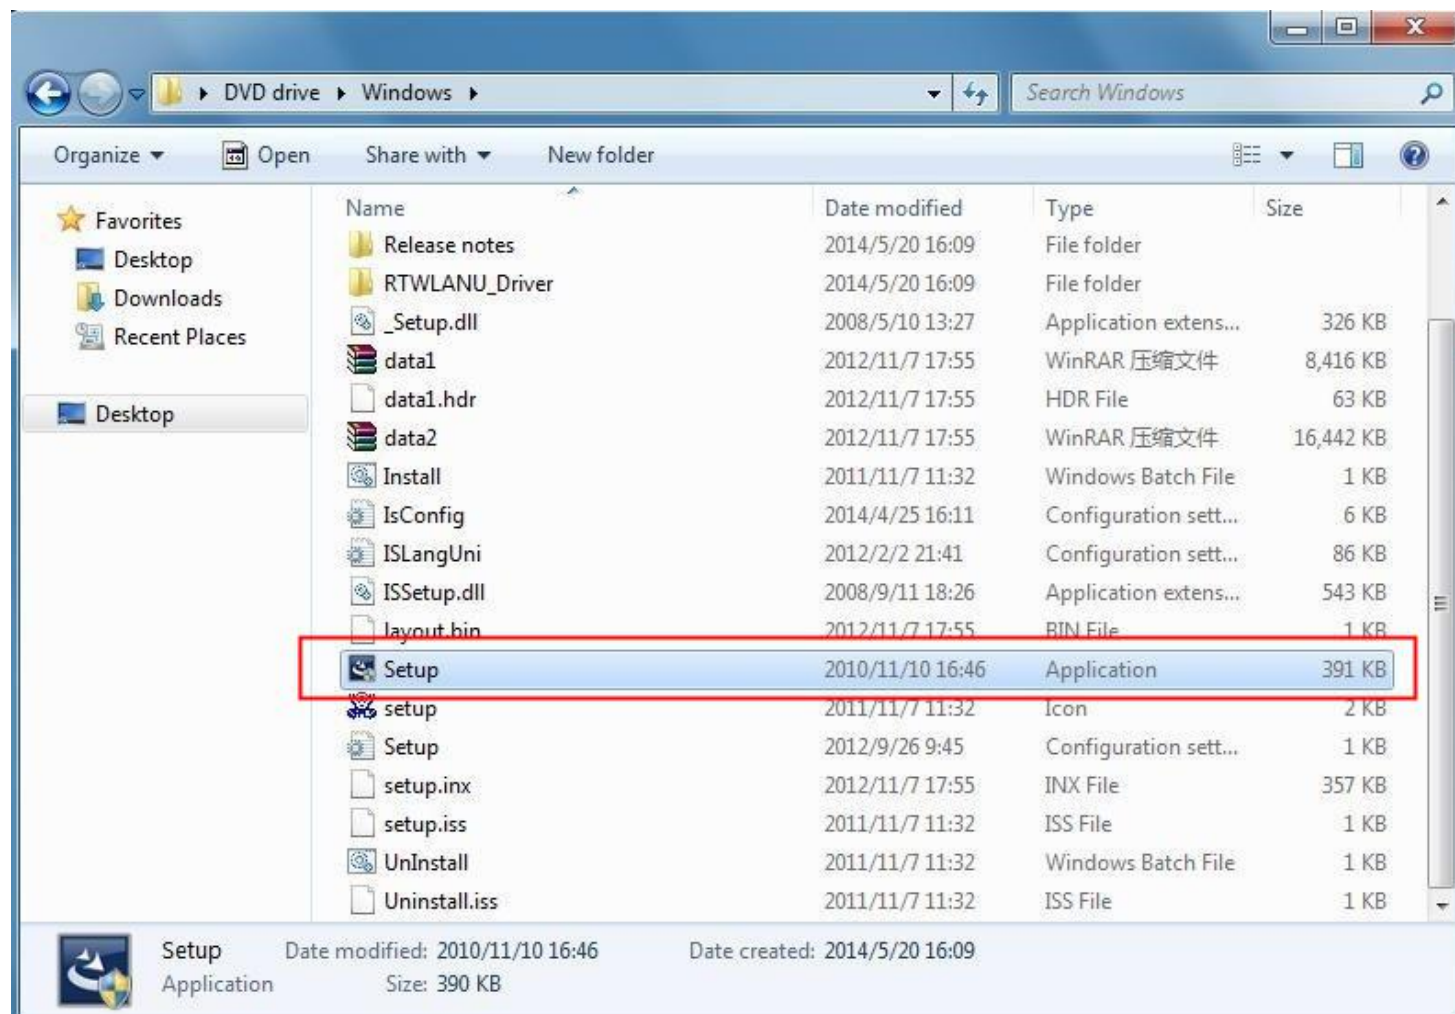 DVD drive Windows Search Windows
Organize Open Share with New folder
Favorites
Desktop
Downloads
Recent Places
Desktop
Name Date modified Type Size
Release notes 2014/5/20 16:09 File folder
RTWLANU_Driver 2014/5/20 16:09 File folder
_Setup.dll 2008/5/10 13:27 Application extens... 326 KB
data1 2012/11/7 17:55 WinRAR 压缩文件 8,416 KB
data1.hdr 2012/11/7 17:55 HDR File 63 KB
data2 2012/11/7 17:55 WinRAR 压缩文件 16,442 KB
Install 2011/11/7 11:32 Windows Batch File 1 KB
IsConfig 2014/4/25 16:11 Configuration sett... 6 KB
ISLangUni 2012/2/2 21:41 Configuration sett... 86 KB
ISSetup.dll 2008/9/11 18:26 Application extens... 543 KB
layout.bin 2012/11/7 17:55 BIN File 1 KB
Setup 2010/11/10 16:46 Application 391 KB
setup 2011/11/7 11:32 Icon 2 KB
Setup 2012/9/26 9:45 Configuration sett... 1 KB
setup.inx 2012/11/7 17:55 INX File 357 KB
setup.iss 2011/11/7 11:32 ISS File 1 KB
UnInstall 2011/11/7 11:32 Windows Batch File 1 KB
Uninstall.iss 2011/11/7 11:32 ISS File 1 KB
Setup Date modified: 2010/11/10 16:46 Date created: 2014/5/20 16:09
Application Size: 390 KB